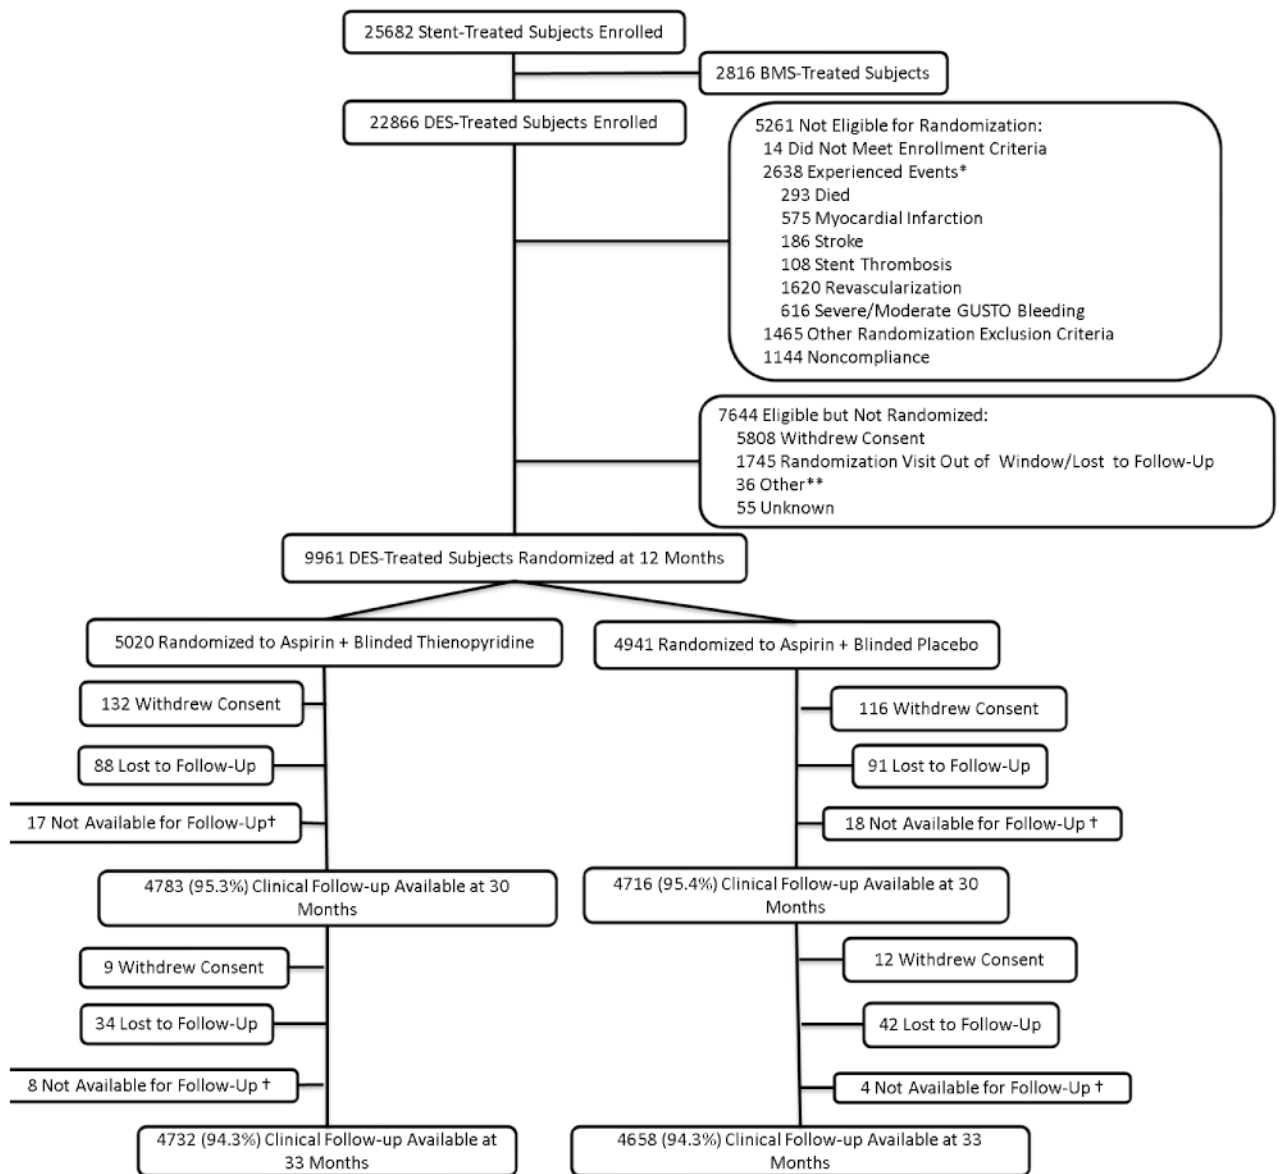 25682 Stent-Treated Subjects Enrolled
2816 BMS-Treated Subjects
22866 DES-Treated Subjects Enrolled
5261 Not Eligible for Randomization:
14 Did Not Meet Enrollment Criteria
2638 Experienced Events*
293 Died
575 Myocardial Infarction
186 Stroke
108 Stent Thrombosis
1620 Revascularization
616 Severe/Moderate GUSTO Bleeding
1465 Other Randomization Exclusion Criteria
1144 Noncompliance
7644 Eligible but Not Randomized:
5808 Withdrew Consent
1745 Randomization Visit Out of Window/Lost to Follow-Up
36 Other**
55 Unknown
9961 DES-Treated Subjects Randomized at 12 Months
5020 Randomized to Aspirin + Blinded Thienopyridine
4941 Randomized to Aspirin + Blinded Placebo
132 Withdrew Consent
116 Withdrew Consent
88 Lost to Follow-Up
91 Lost to Follow-Up
17 Not Available for Follow-Up†
18 Not Available for Follow-Up †
4783 (95.3%) Clinical Follow-up Available at 30
Months
4716 (95.4%) Clinical Follow-up Available at 30
Months
9 Withdrew Consent
12 Withdrew Consent
34 Lost to Follow-Up
42 Lost to Follow-Up
8 Not Available for Follow-Up †
4 Not Available for Follow-Up †
4732 (94.3%) Clinical Follow-up Available at
33 Months
4658 (94.3%) Clinical Follow-up Available at 33
Months